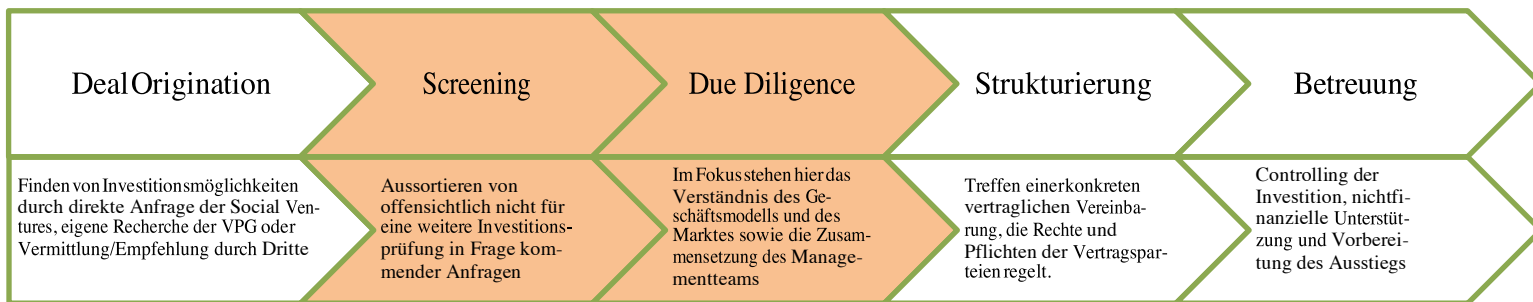 Deal Origination
Screening
Due Diligence
Strukturierung
Betreuung
Finden von Investitionsmöglichkeiten
durch direkte Anfrage der Social Ven-
tures, eigene Recherche der VPG oder
Vermittlung/Empfehlung durch Dritte
Aussortieren von
offensichtlich nicht für
eine weitere Investitions-
prüfung in Frage kom-
mender Anfragen
Im Fokus stehen hier das
Verständnis des Ge-
schäftsmodells und des
Marktes sowie die Zusam-
mensetzung des Manage-
mentteams
Treffen einer konkreten
vertraglichen Vereinba-
rung, die Rechte und
Pflichten der Vertragspar-
teien regelt.
Controlling der
Investition, nichtfi-
nanzielle Unterstüt-
zung und Vorberei-
tung des Ausstiegs